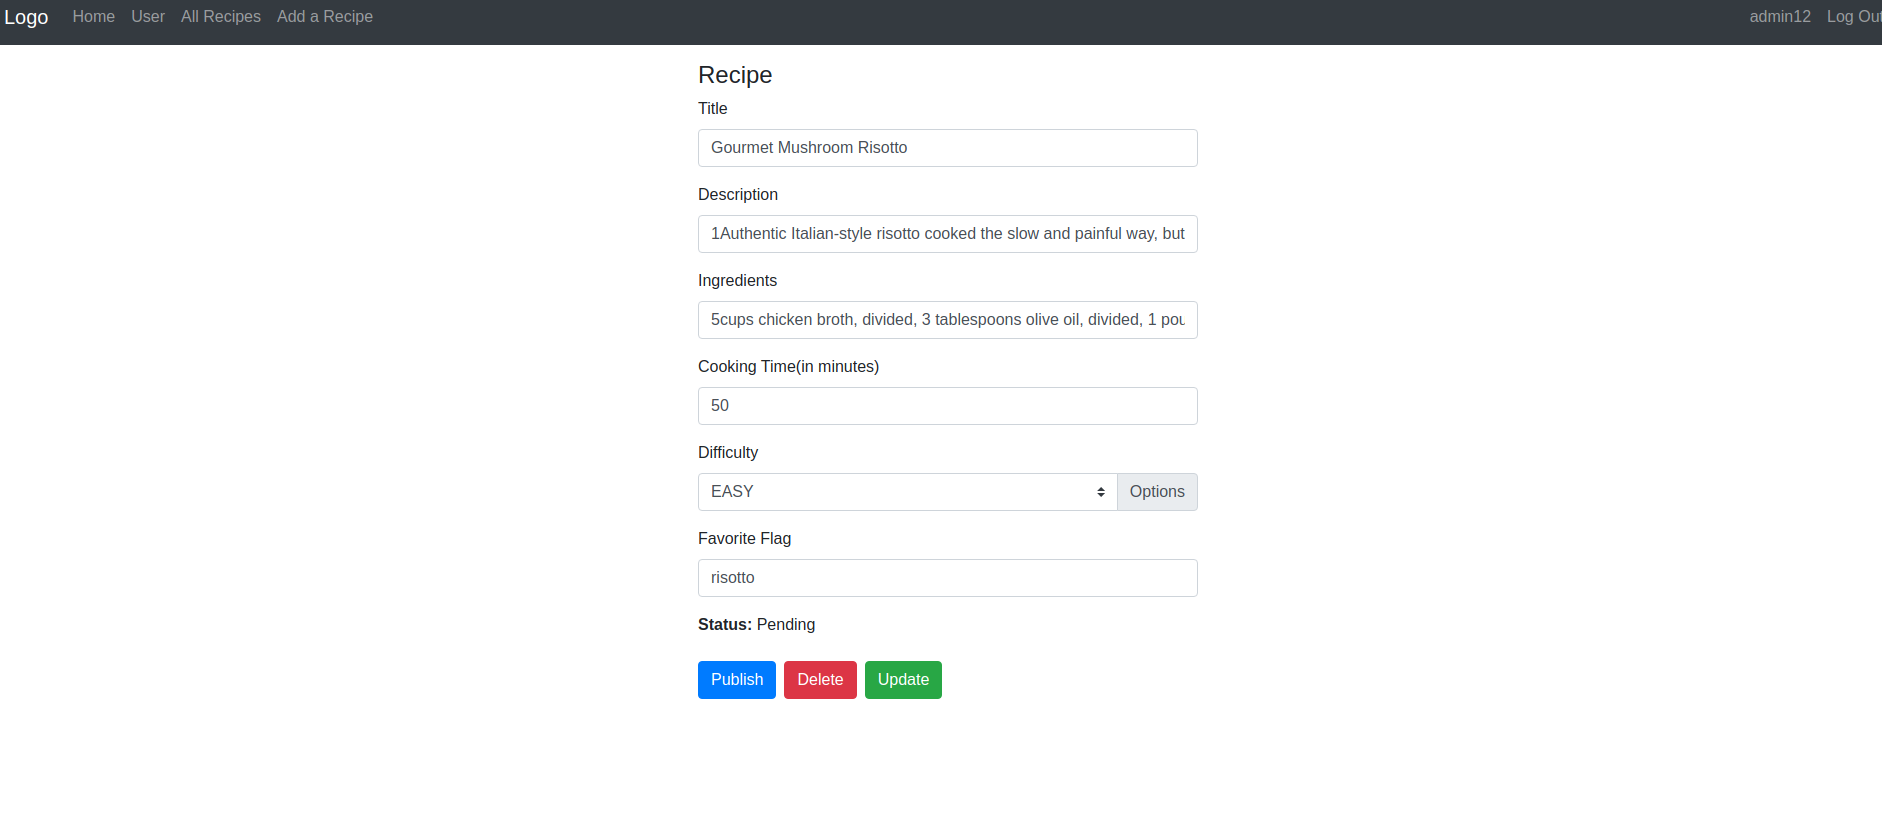 Logo Home User All Recipes Add a Recipe admin12 Log Out
Recipe
Title
Gourmet Mushroom Risotto
Description
1Authentic Italian-style risotto cooked the slow and painful way, but
Ingredients
5cups chicken broth, divided, 3 tablespoons olive oil, divided, 1 pou
Cooking Time(in minutes)
50
Difficulty
EASY Options
Favorite Flag
risotto
Status: Pending
Publish Delete Update